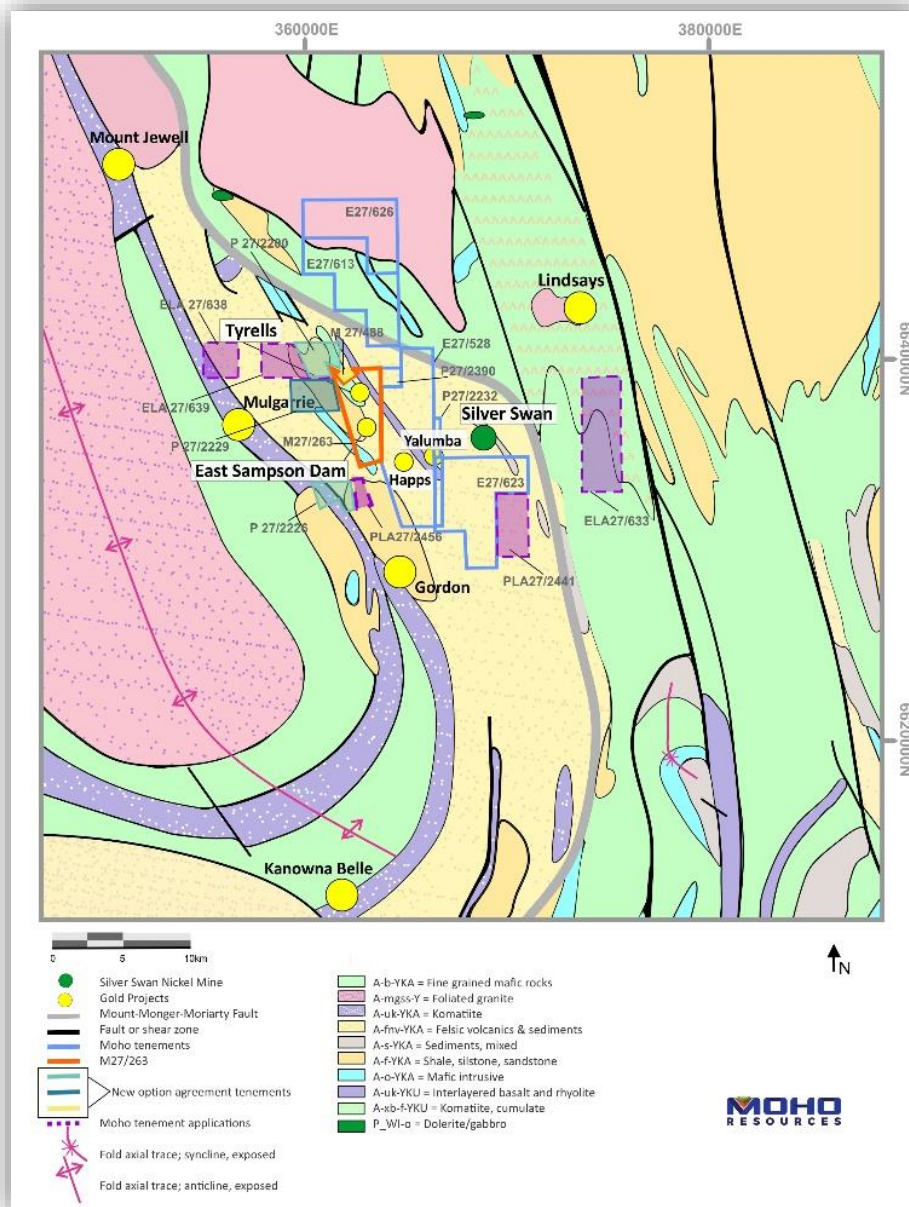 360000E
380000E
Mount Jewell
E27/626
P 27/2280
E27/613
Lindsays
ELA 27/638
Tyrells
M 27/488
E27/528
6640000N
P27/2390
ELA 27/639
Mulgarrie
P27/2232
Silver Swan
P 27/2229
M27/263
Yalumba
East Sampson Dam
Happs
E27/623
ELA27/633
P 27/2226
PLA27/2456
PLA27/2441
Gordon
6620000N
Kanowna Belle
0 5 10km
N
Silver Swan Nickel Mine
Gold Projects
Mount-Monger-Moriarty Fault
Fault or shear zone
Moho tenements
M27/263
New option agreement tenements
Moho tenement applications
Fold axial trace; syncline, exposed
Fold axial trace; anticline, exposed
A-b-YKA = Fine grained mafic rocks
A-mgss-Y = Foliated granite
A-uk-YKA = Komatiite
A-fnv-YKA = Felsic volcanics & sediments
A-s-YKA = Sediments, mixed
A-f-YKA = Shale, silstone, sandstone
A-o-YKA = Mafic intrusive
A-uk-YKU = Interlayered basalt and rhyolite
A-xb-f-YKU = Komatiite, cumulate
P_WI-o = Dolerite/gabbro
MOHO
RESOURCES